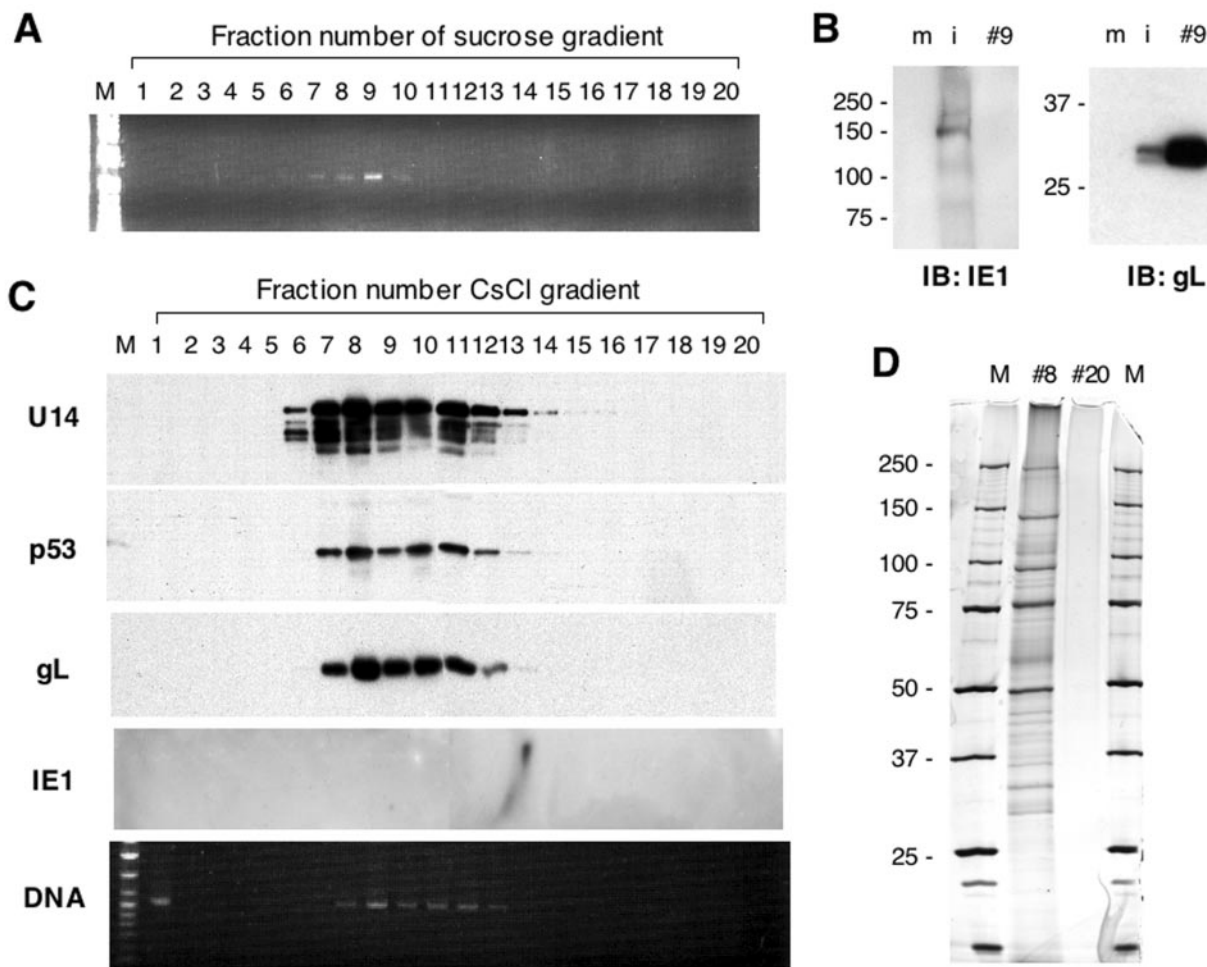 A
Fraction number of sucrose gradient
M 1 2 3 4 5 6 7 8 9 10 11 12 13 14 15 16 17 18 19 20
B
m i #9
250 -
150 -
100 -
75 -
IB: IE1
m i #9
37 -
25 -
IB: gL
C
Fraction number CsCl gradient
M 1 2 3 4 5 6 7 8 9 10 11 12 13 14 15 16 17 18 19 20
U14
p53
gL
IE1
DNA
D
M #8 #20 M
250 -
150 -
100 -
75 -
50 -
37 -
25 -